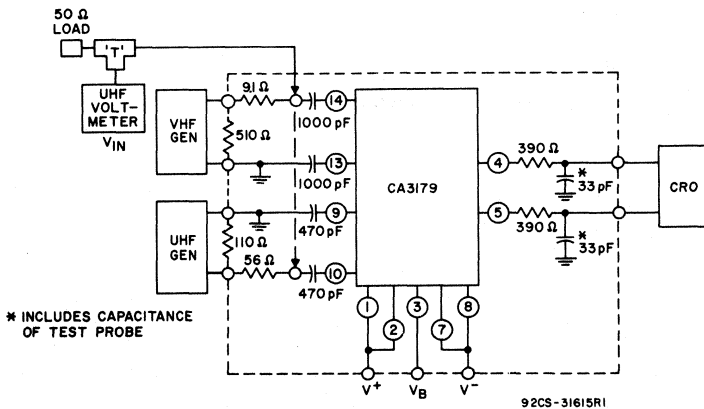 50 Ω
LOAD
'T'
UHF
VOLT-
METER
VIN
VHF
GEN
9.1 Ω
510 Ω
1000 pF
14
13
1000 pF
UHF
GEN
110 Ω
56 Ω
9
470 pF
10
470 pF
CA3179
4
390 Ω
*
33 pF
5
390 Ω
*
33 pF
CRO
1
2
3
7
8
V+
VB
V-
* INCLUDES CAPACITANCE
OF TEST PROBE
92CS-31615R1